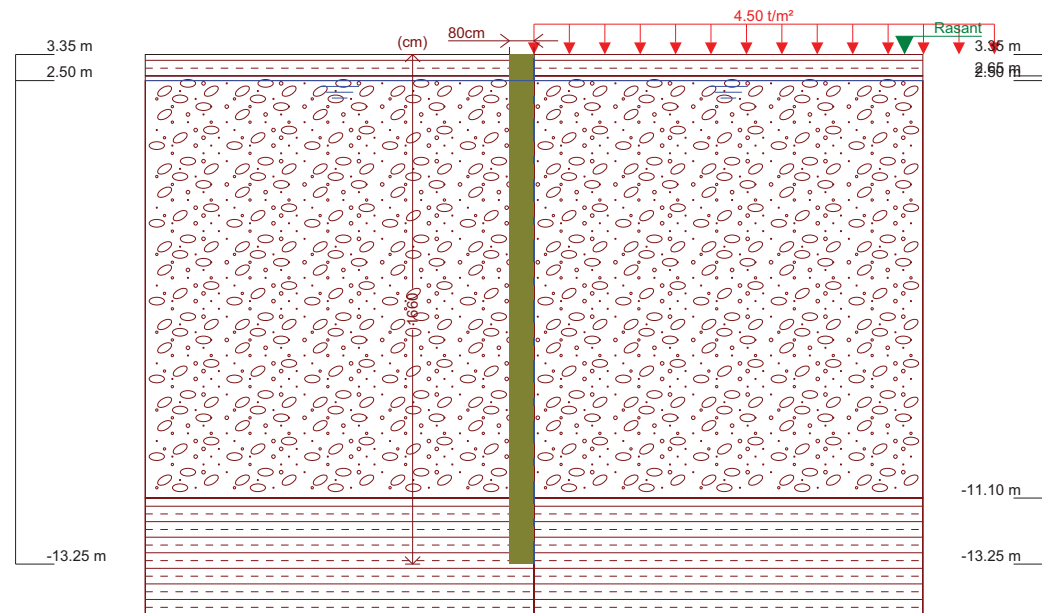 4.50 t/m²
Rasant
80cm
(cm)
3.35 m
3.35 m
2.65 m
2.50 m
2.50 m
1660
-11.10 m
-13.25 m
-13.25 m